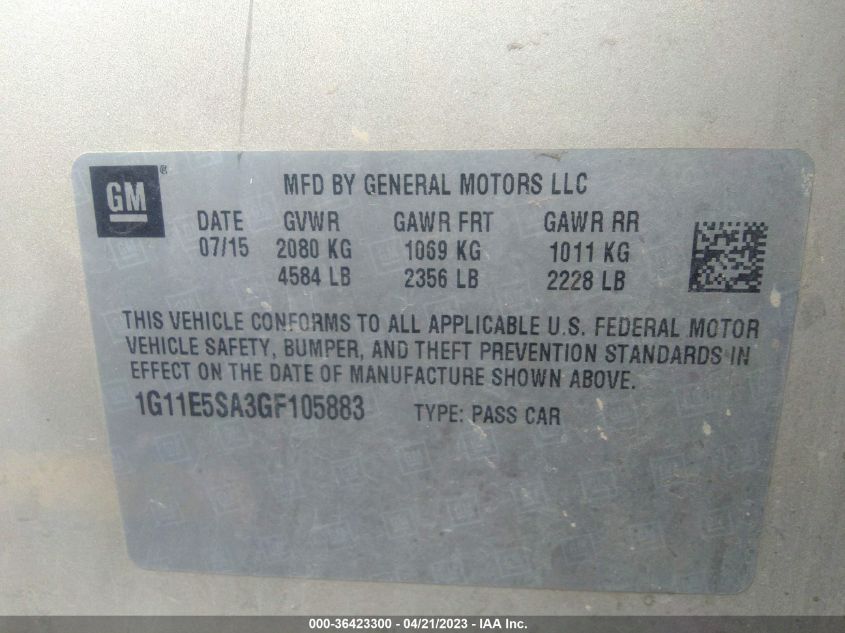 GM ®
MFD BY GENERAL MOTORS LLC
DATE GVWR GAWR FRT GAWR RR
07/15 2080 KG 1069 KG 1011 KG
4584 LB 2356 LB 2228 LB
THIS VEHICLE CONFORMS TO ALL APPLICABLE U.S. FEDERAL MOTOR
VEHICLE SAFETY, BUMPER, AND THEFT PREVENTION STANDARDS IN
EFFECT ON THE DATE OF MANUFACTURE SHOWN ABOVE.
1G11E5SA3GF105883 TYPE: PASS CAR
000-36423300 - 04/21/2023 - IAA Inc.